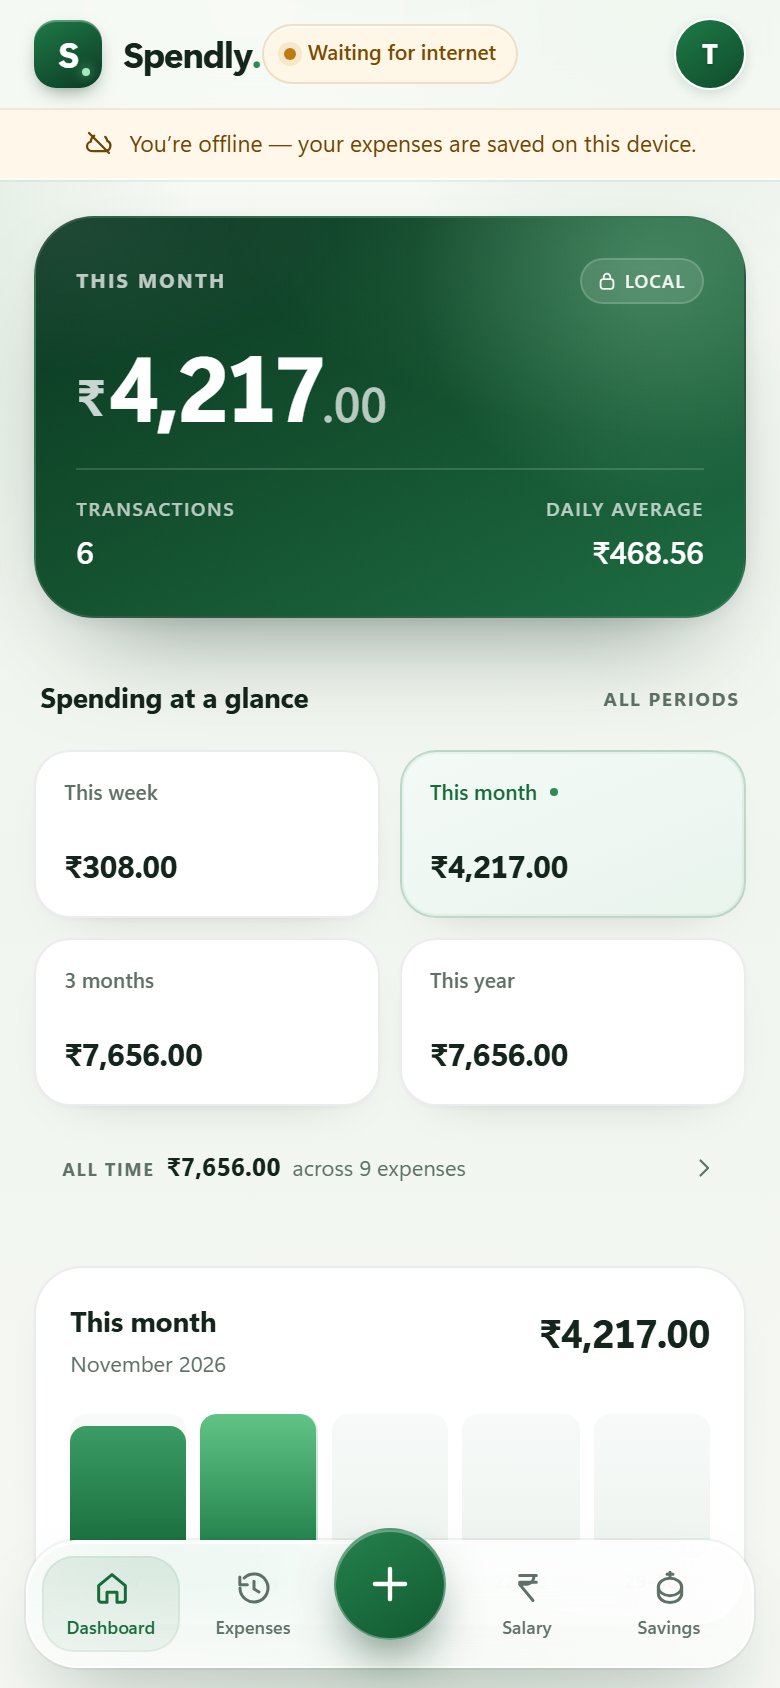 S
Spendly.
Waiting for internet
T
You’re offline — your expenses are saved on this device.
THIS MONTH
LOCAL
₹4,217.00
TRANSACTIONS
DAILY AVERAGE
6
₹468.56
Spending at a glance
ALL PERIODS
This week
₹308.00
This month
₹4,217.00
3 months
₹7,656.00
This year
₹7,656.00
ALL TIME ₹7,656.00 across 9 expenses
This month
₹4,217.00
November 2026
Dashboard
Expenses
Salary
Savings